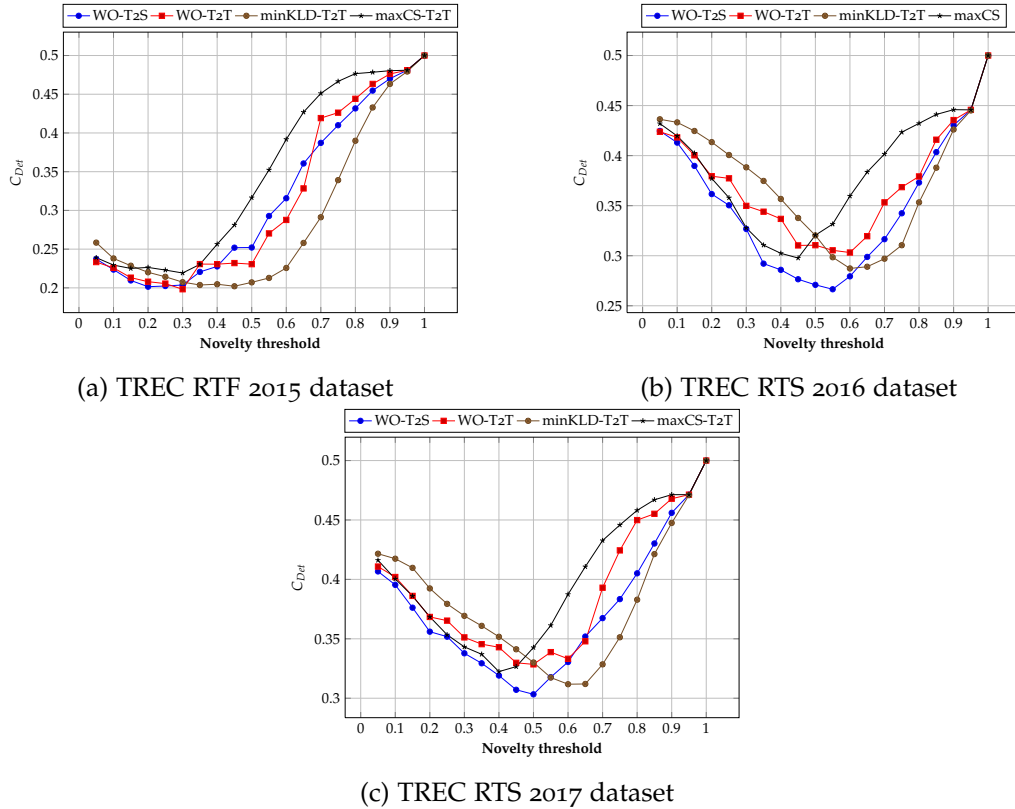 WO-T2S WO-T2T minKLD-T2T maxCS-T2T
0.5
0.45
0.4
0.35
0.3
0.25
0.2
C_Det
0 0.1 0.2 0.3 0.4 0.5 0.6 0.7 0.8 0.9 1
Novelty threshold
(a) TREC RTF 2015 dataset
WO-T2S WO-T2T minKLD-T2T maxCS
0.5
0.45
0.4
0.35
0.3
0.25
C_Det
0 0.1 0.2 0.3 0.4 0.5 0.6 0.7 0.8 0.9 1
Novelty threshold
(b) TREC RTS 2016 dataset
WO-T2S WO-T2T minKLD-T2T maxCS-T2T
0.5
0.45
0.4
0.35
0.3
C_Det
0 0.1 0.2 0.3 0.4 0.5 0.6 0.7 0.8 0.9 1
Novelty threshold
(c) TREC RTS 2017 dataset